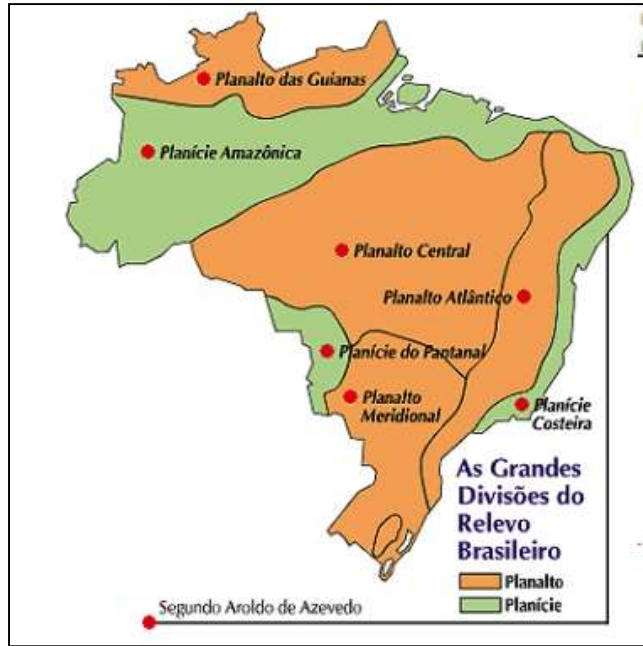 Planalto das Guianas
Planície Amazônica
Planalto Central
Planalto Atlântico
Planície do Pantanal
Planalto
Meridional
Planície
Costeira
As Grandes
Divisões do
Relevo
Brasileiro
Planalto
Planície
Segundo Aroldo de Azevedo